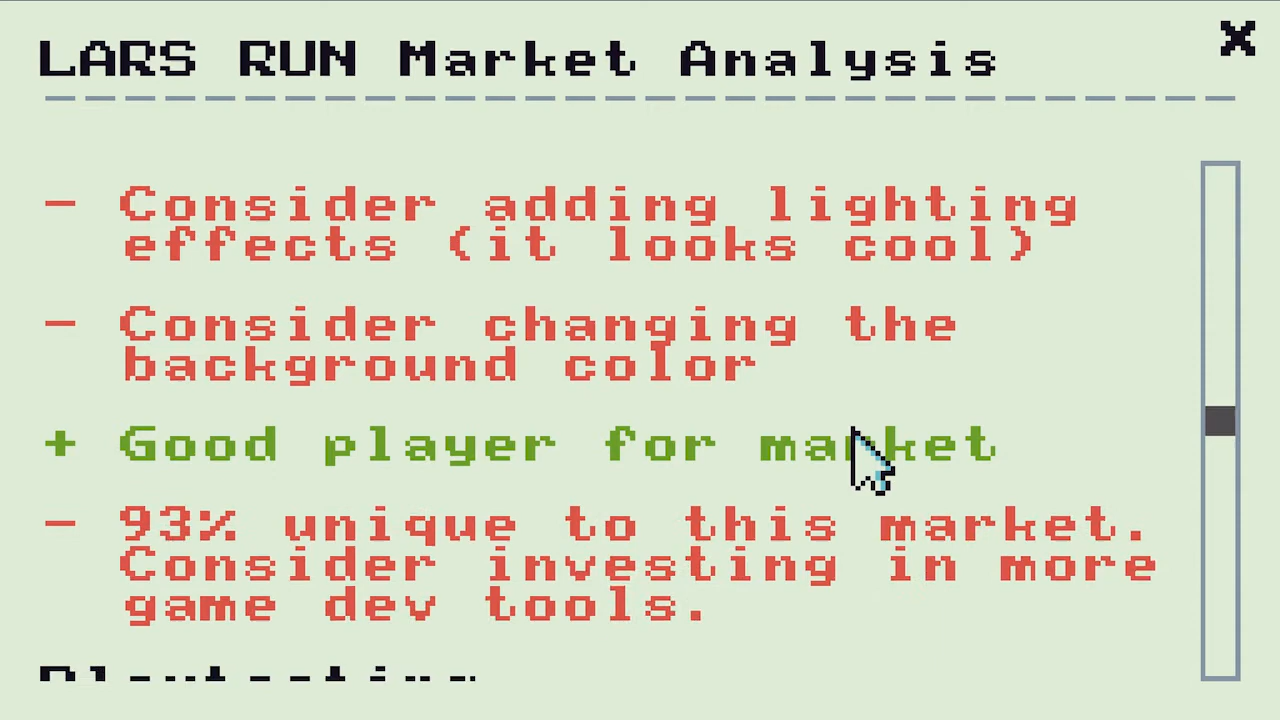 LARS RUN Market Analysis
X
- Consider adding lighting
effects (it looks cool)
- Consider changing the
background color
+ Good player for market
- 93% unique to this market.
Consider investing in more
game dev tools.
Playtesting